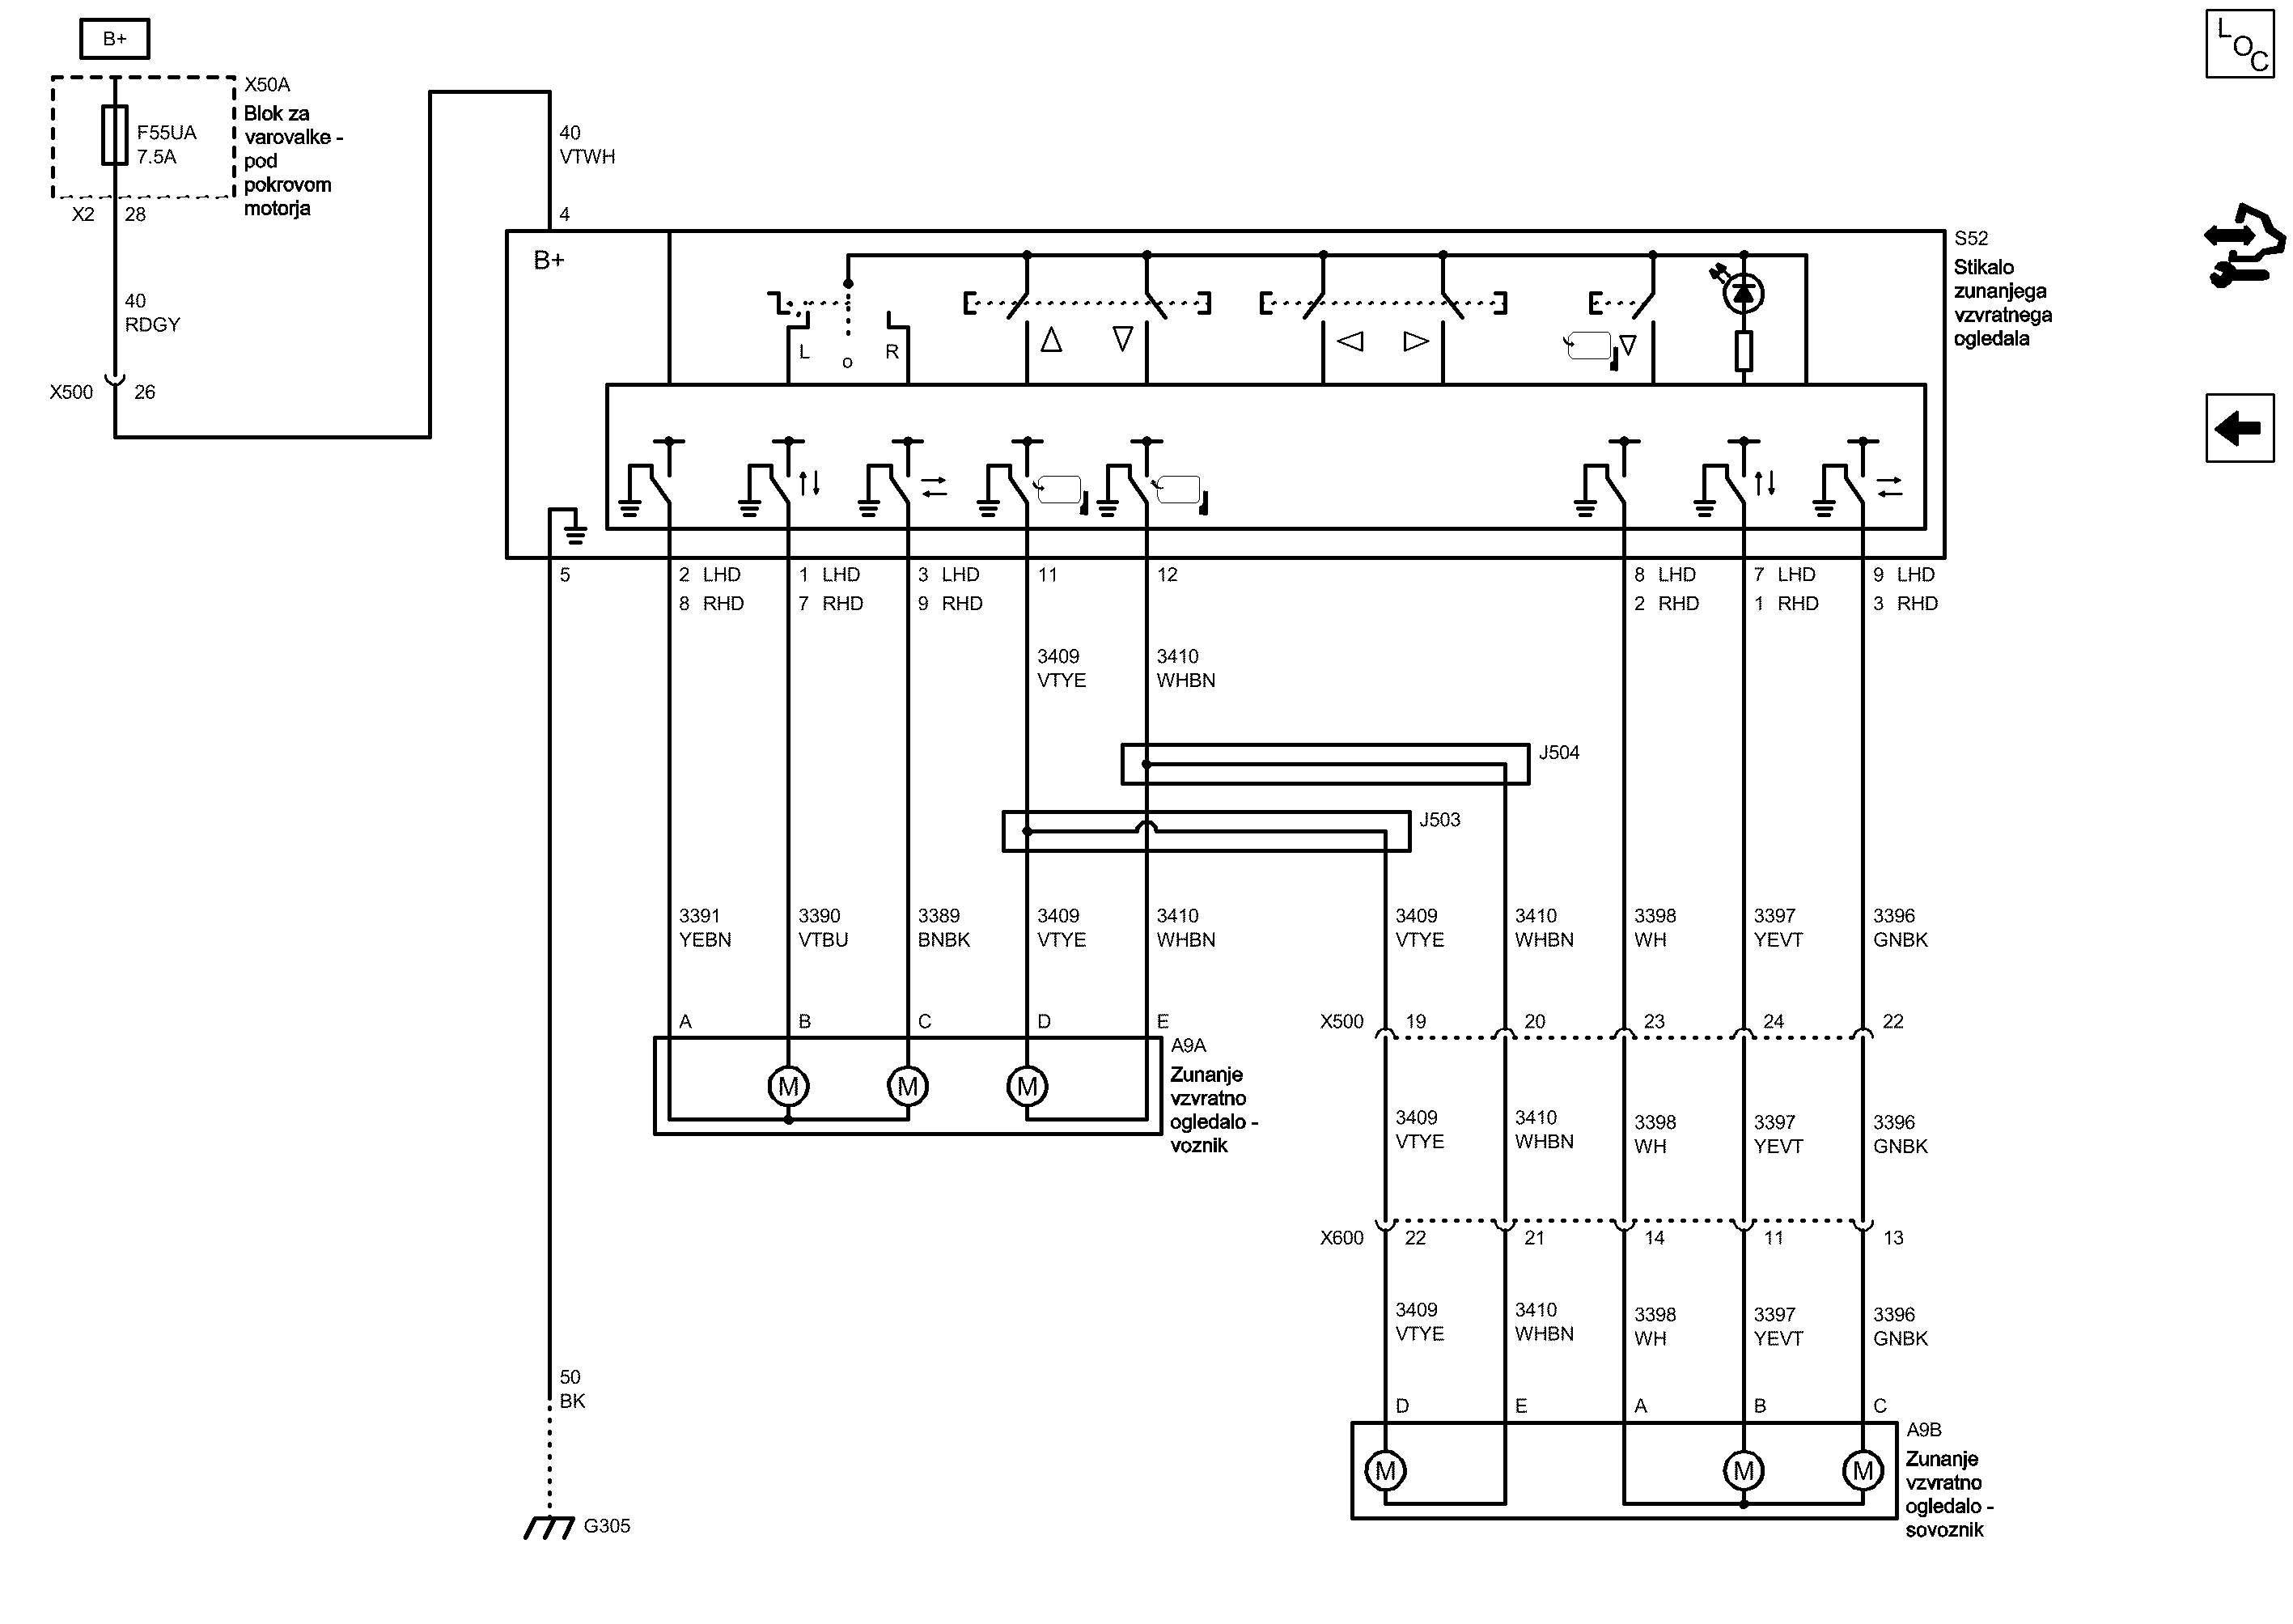 B+
X50A
Blok za
varovalke -
pod
pokrovom
motorja
F55UA
7.5A
X2 28
40
RDGY
X500 26
40
VTWH
4
B+
L
o
R
S52
Stikalo
zunanjega
vzvratnega
ogledala
5
2 LHD
8 RHD
1 LHD
7 RHD
3 LHD
9 RHD
11
12
8 LHD
2 RHD
7 LHD
1 RHD
9 LHD
3 RHD
3409
VTYE
3410
WHBN
J504
J503
3391
YEBN
3390
VTBU
3389
BNBK
3409
VTYE
3410
WHBN
3409
VTYE
3410
WHBN
3398
WH
3397
YEVT
3396
GNBK
A B C D E
X500 19 20 23 24 22
A9A
Zunanje
vzvratno
ogledalo -
voznik
M M M
3409
VTYE
3410
WHBN
3398
WH
3397
YEVT
3396
GNBK
X600 22 21 14 11 13
3409
VTYE
3410
WHBN
3398
WH
3397
YEVT
3396
GNBK
50
BK
D E A B C
A9B
Zunanje
vzvratno
ogledalo -
sovoznik
M M M
G305
LOC